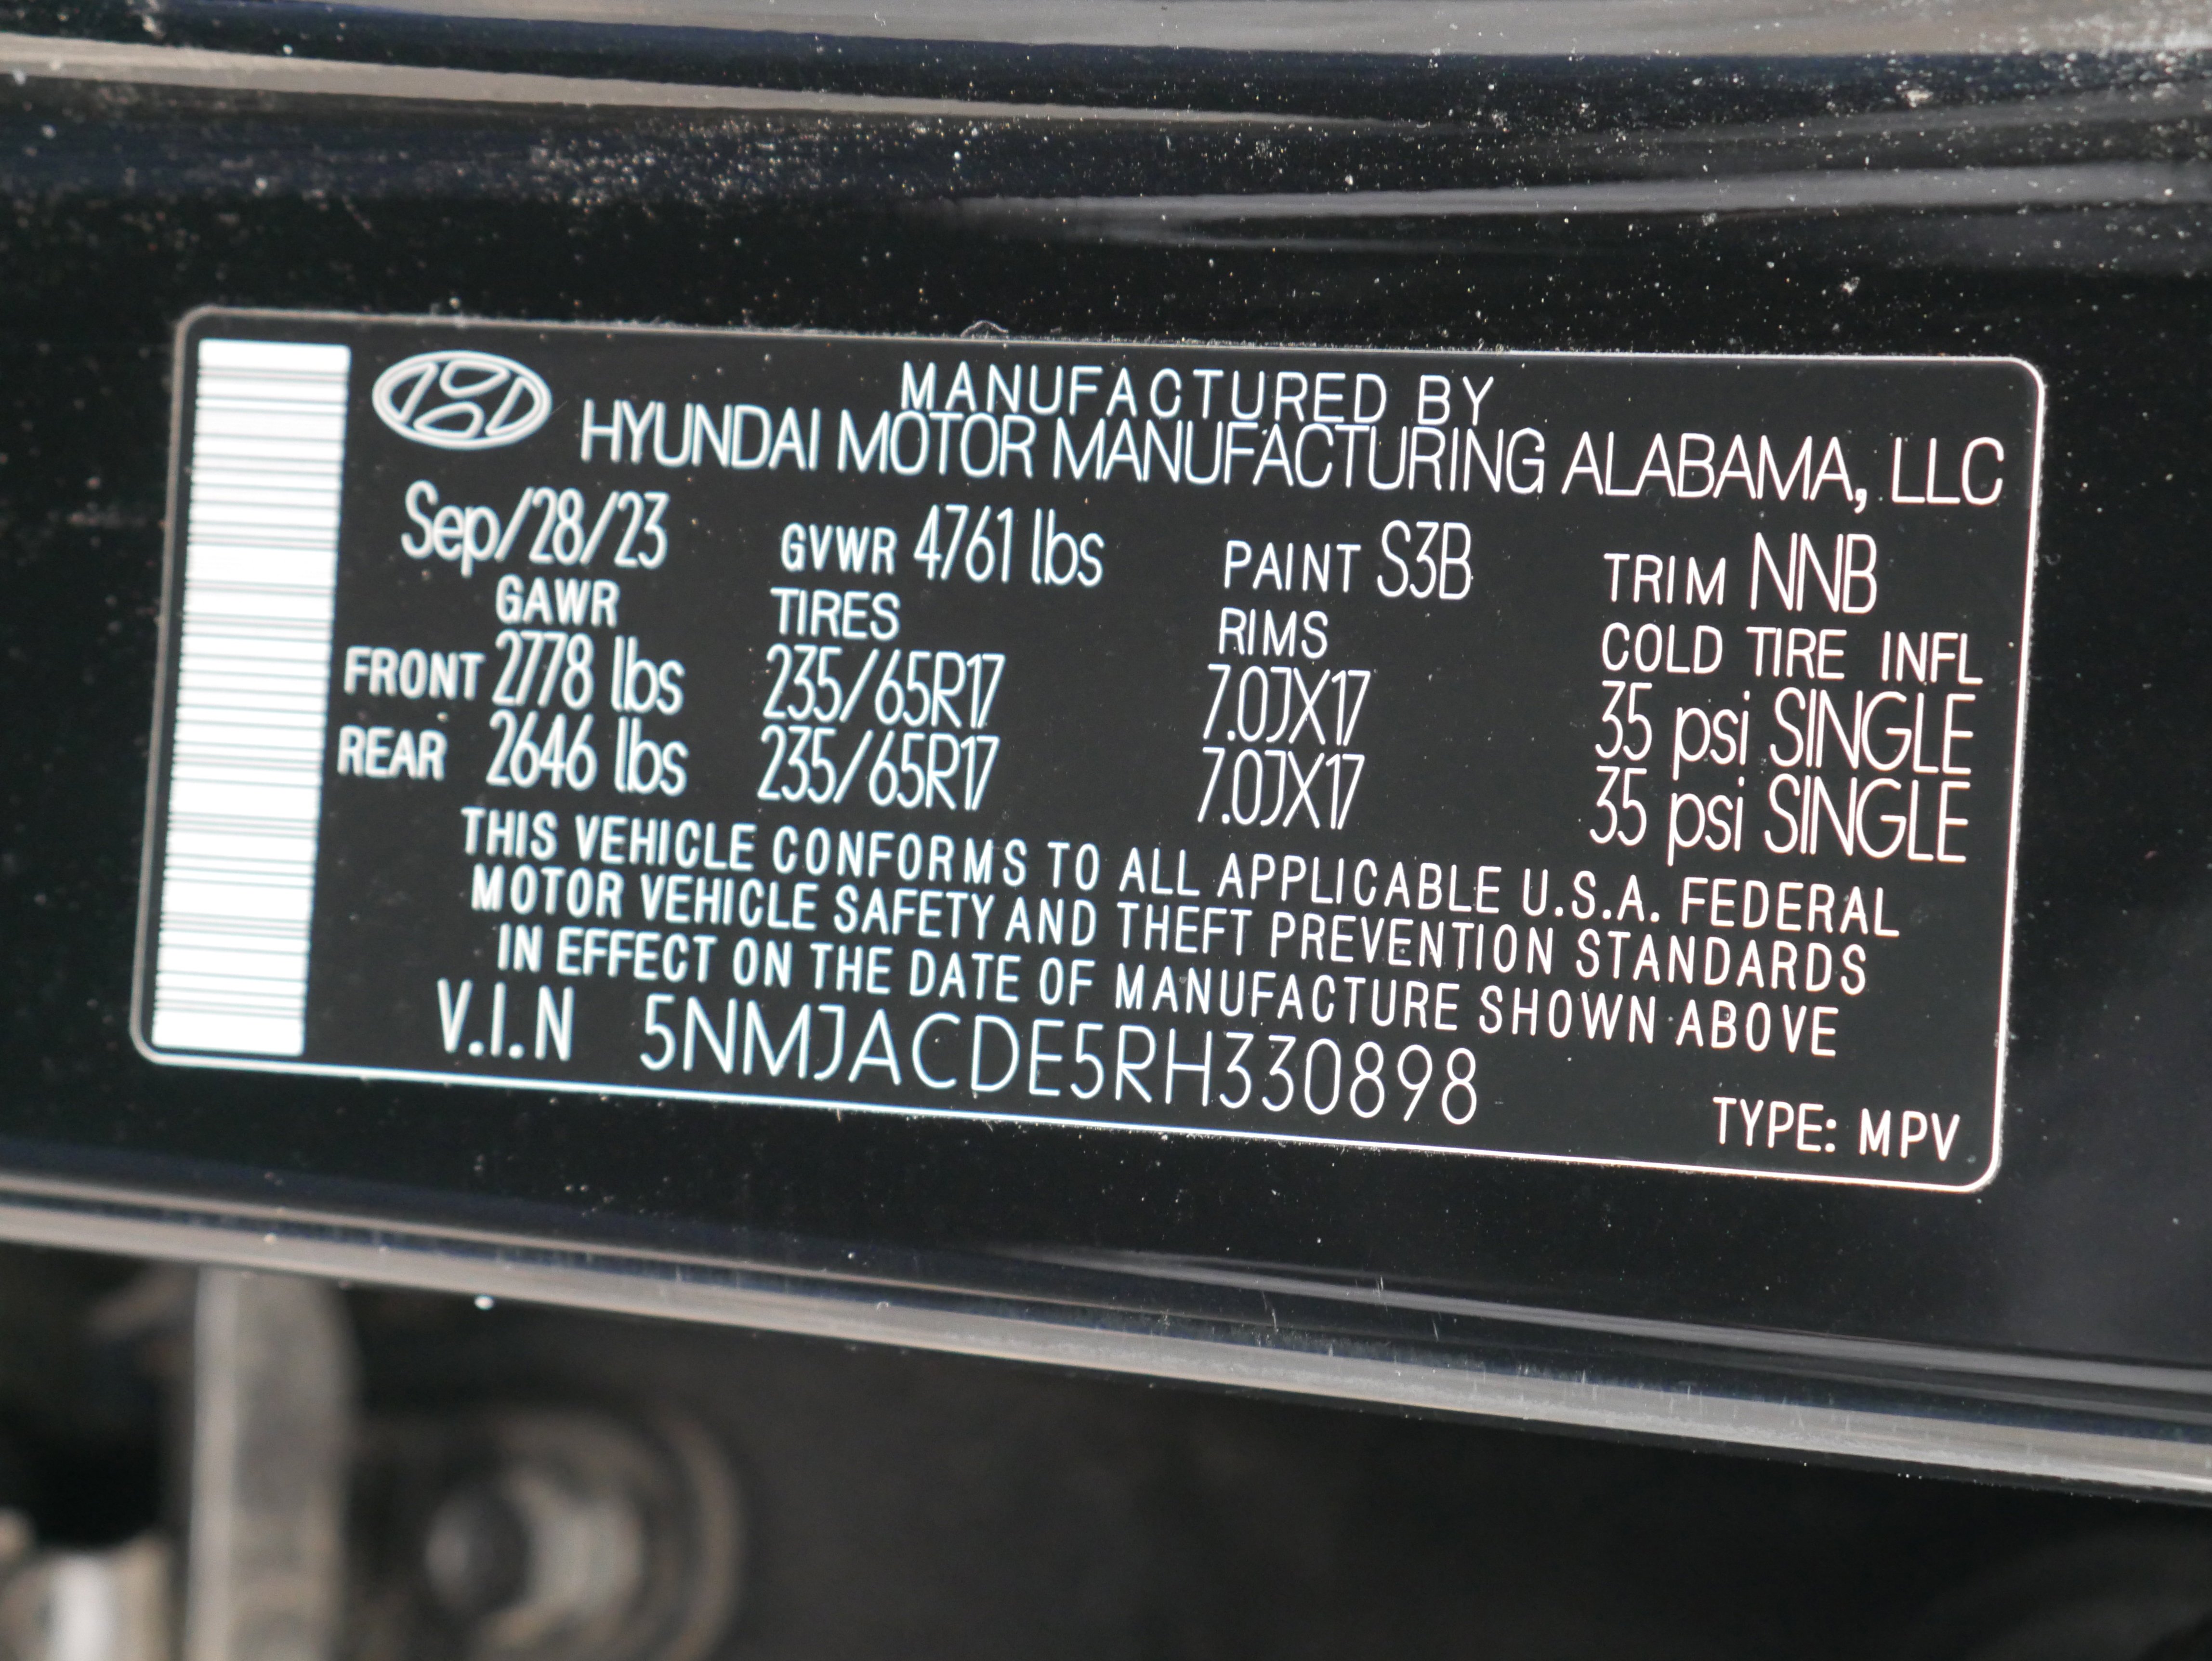 MANUFACTURED BY
HYUNDAI MOTOR MANUFACTURING ALABAMA, LLC
Sep/28/23 GVWR 4761 lbs PAINT S3B TRIM NNB
GAWR TIRES RIMS COLD TIRE INFL
FRONT 2778 lbs 235/65R17 7.0JX17 35 psi SINGLE
REAR 2646 lbs 235/65R17 7.0JX17 35 psi SINGLE
THIS VEHICLE CONFORMS TO ALL APPLICABLE U.S.A. FEDERAL
MOTOR VEHICLE SAFETY AND THEFT PREVENTION STANDARDS
IN EFFECT ON THE DATE OF MANUFACTURE SHOWN ABOVE
V.I.N 5NMJACDE5RH330898
TYPE: MPV